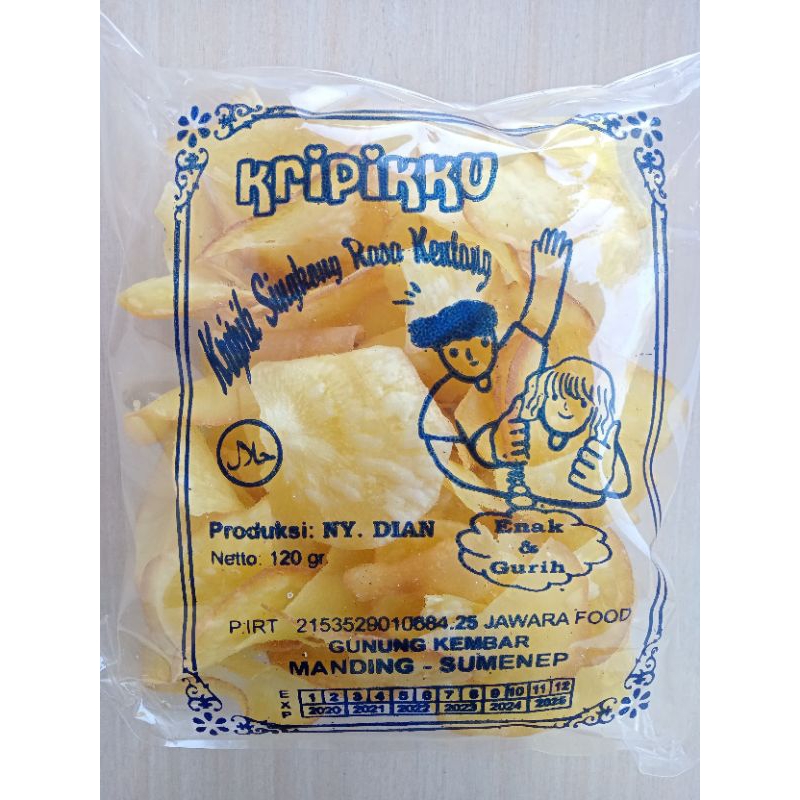 KRIPIKKU
Kripik Singkong Rasa Kentang
حلال
Produksi: NY. DIAN
Netto: 120 gr.
Enak
&
Gurih
P.IRT 2153529010684.25 JAWARA FOOD
GUNUNG KEMBAR
MANDING - SUMENEP
EXP
1 2 3 4 5 6 7 8 9 10 11 12
2020 2021 2022 2023 2024 2025